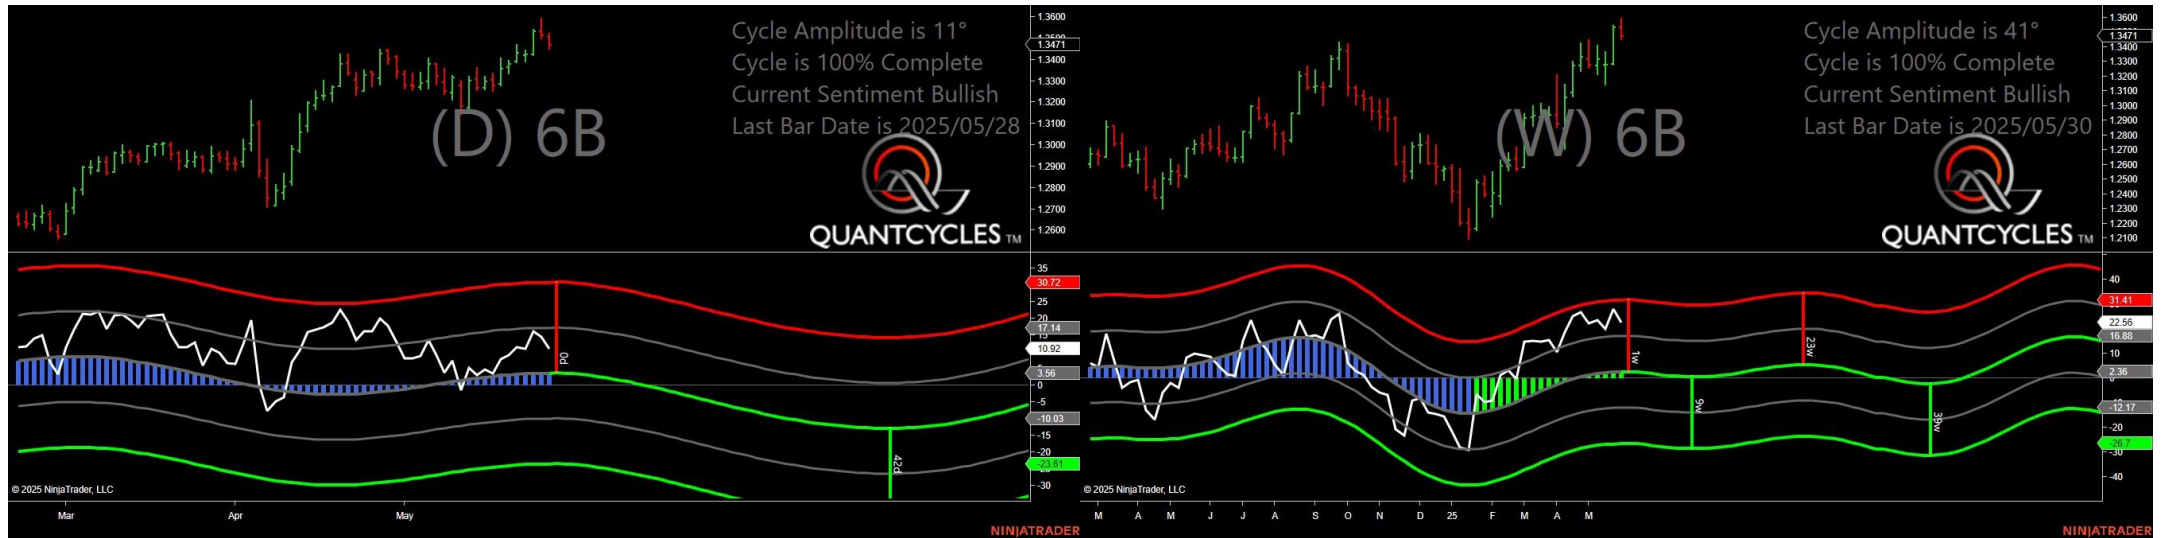 Cycle Amplitude is 11°
Cycle is 100% Complete
Current Sentiment Bullish
Last Bar Date is 2025/05/28
(D) 6B
QUANTCYCLES TM
1.3600
1.3471
1.3400
1.3300
1.3200
1.3100
1.3000
1.2900
1.2800
1.2700
1.2600
35
30.72
25
20
17.14
15
10.92
3.56
0
-5
-10.03
-15
-20
-23.61
-30
0d
42d
© 2025 NinjaTrader, LLC
Mar
Apr
May
NINJATRADER
Cycle Amplitude is 41°
Cycle is 100% Complete
Current Sentiment Bullish
Last Bar Date is 2025/05/30
(W) 6B
QUANTCYCLES TM
1.3600
1.3471
1.3400
1.3300
1.3200
1.3100
1.3000
1.2900
1.2800
1.2700
1.2600
1.2500
1.2400
1.2300
1.2200
1.2100
40
31.41
22.56
16.88
10
2.36
-12.17
-20
-26.7
-30
-40
1w
9w
23w
39w
© 2025 NinjaTrader, LLC
M A M J J A S O N D 25 F M A M
NINJATRADER